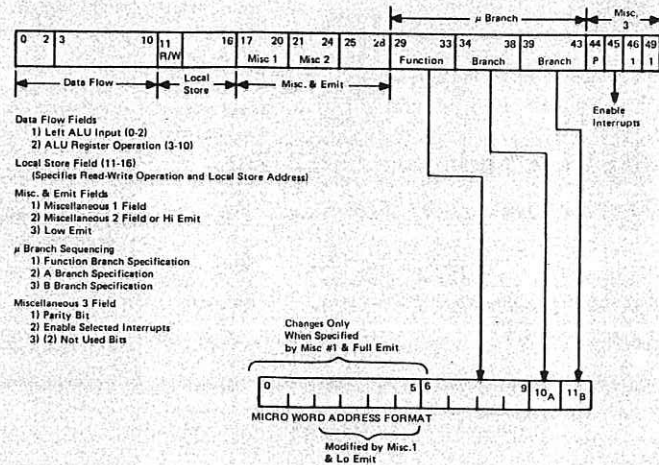 μ Branch
Misc.
3
0 2 3 10 11 16 17 20 21 24 25 28 29 33 34 38 39 43 44 45 46 49
R/W Misc 1 Misc 2 Function Branch Branch P 1 1
Data Flow
Local
Store
Misc. & Emit
Enable
Interrupts
Data Flow Fields
1) Left ALU Input (0-2)
2) ALU Register Operation (3-10)
Local Store Field (11-16)
(Specifies Read-Write Operation and Local Store Address)
Misc. & Emit Fields
1) Miscellaneous 1 Field
2) Miscellaneous 2 Field or Hi Emit
3) Low Emit
μ Branch Sequencing
1) Function Branch Specification
2) A Branch Specification
3) B Branch Specification
Miscellaneous 3 Field
1) Parity Bit
2) Enable Selected Interrupts
3) (2) Not Used Bits
Changes Only
When Specified
by Misc #1 & Full Emit
0 5 6 9 10A 11B
MICRO WORD ADDRESS FORMAT
Modified by Misc.1
& Lo Emit